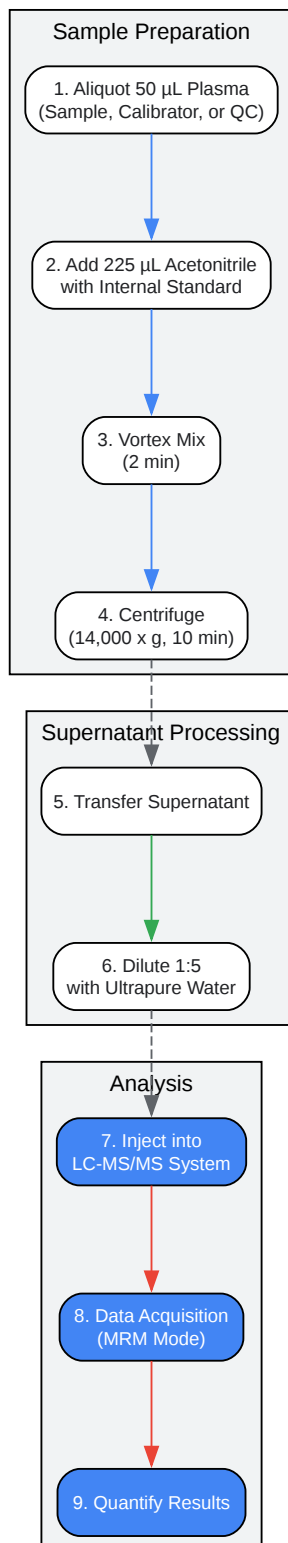 Sample Preparation
1. Aliquot 50 µL Plasma
(Sample, Calibrator, or QC)
2. Add 225 µL Acetonitrile
with Internal Standard
3. Vortex Mix
(2 min)
4. Centrifuge
(14,000 x g, 10 min)
Supernatant Processing
5. Transfer Supernatant
6. Dilute 1:5
with Ultrapure Water
Analysis
7. Inject into
LC-MS/MS System
8. Data Acquisition
(MRM Mode)
9. Quantify Results